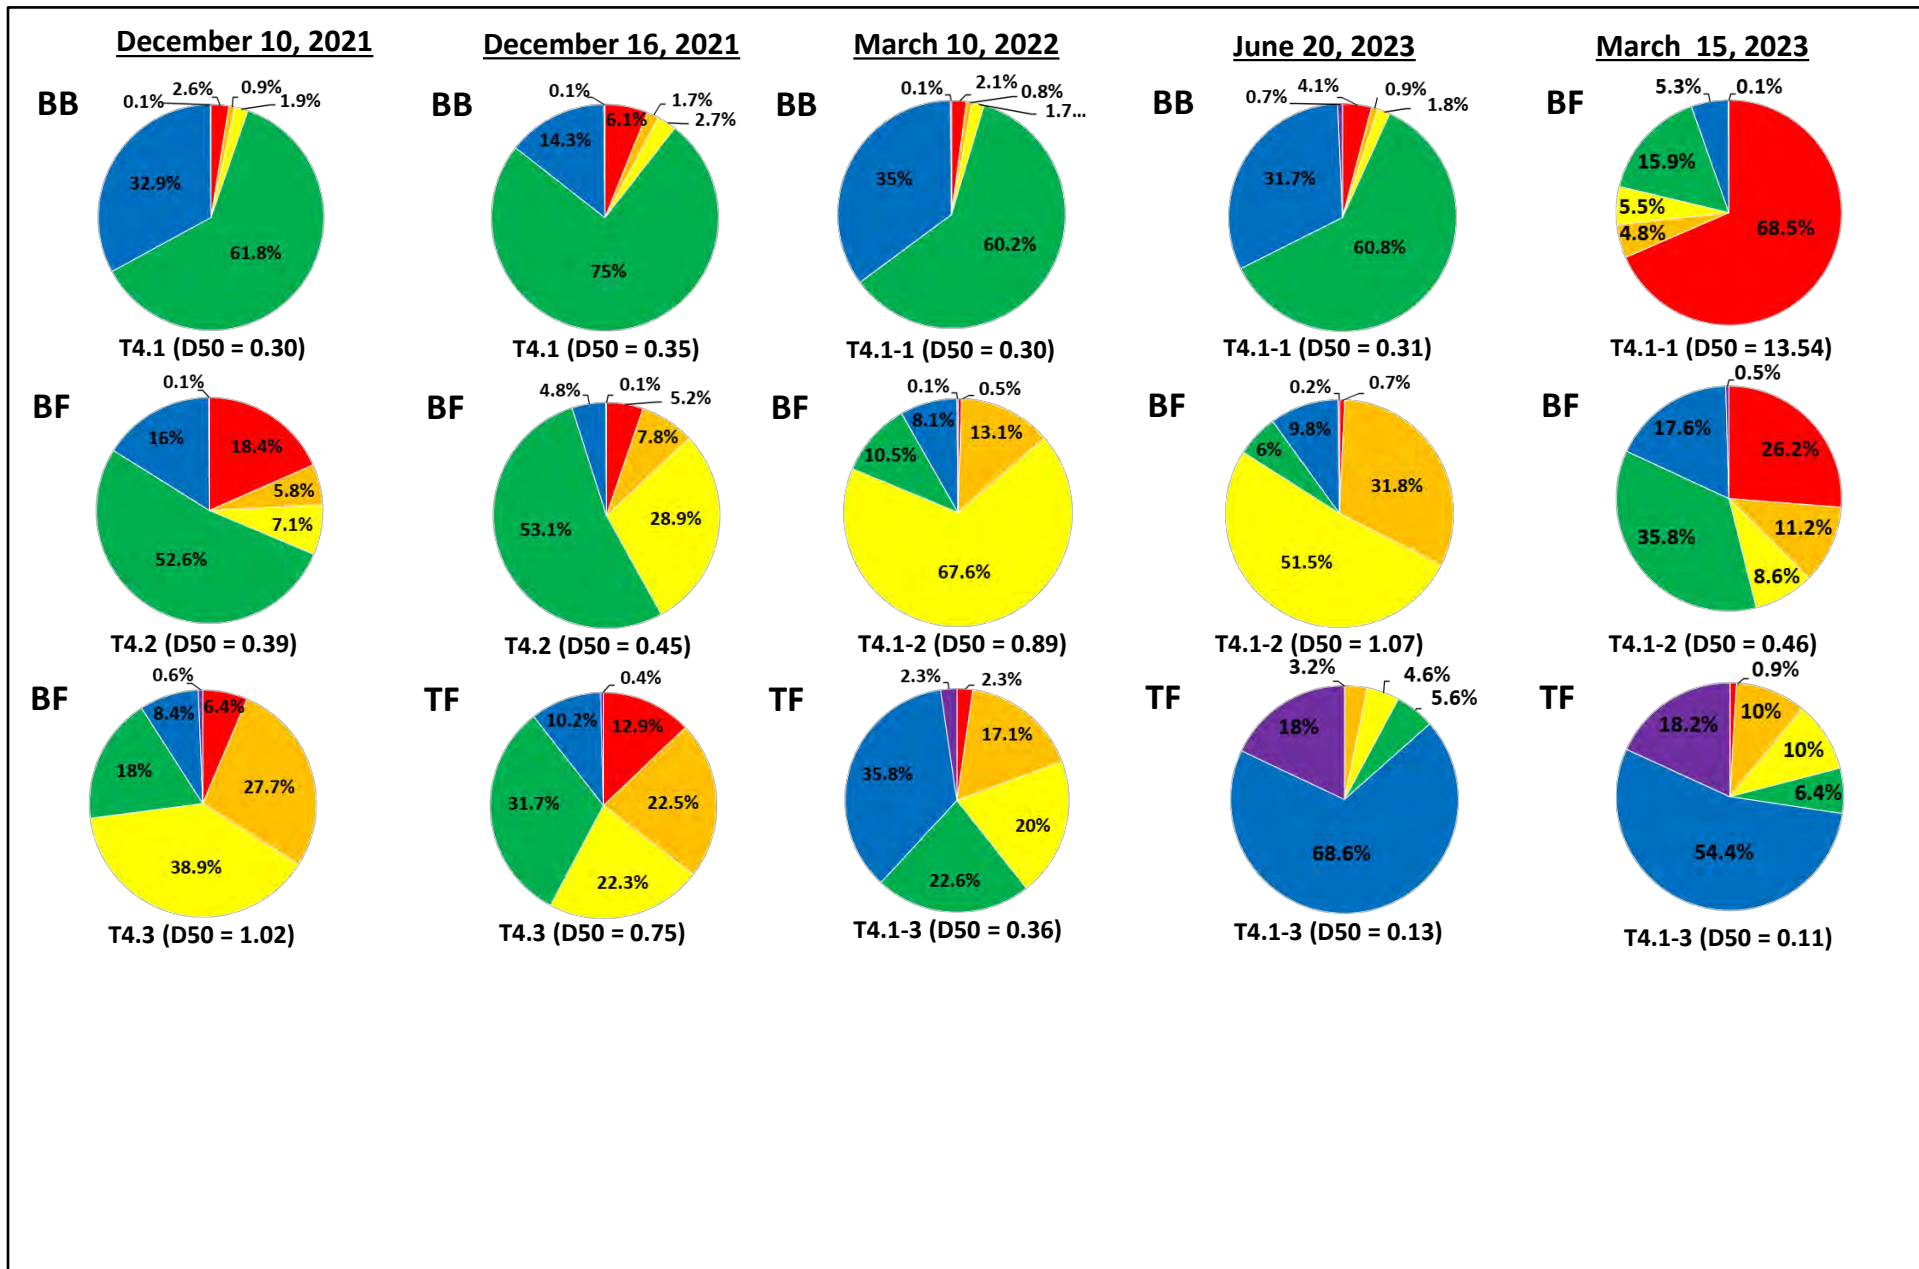 December 10, 2021
December 16, 2021
March 10, 2022
June 20, 2023
March 15, 2023
BB
0.1%
2.6%
0.9%
1.9%
32.9%
61.8%
T4.1 (D50 = 0.30)
BB
0.1%
6.1%
1.7%
2.7%
14.3%
75%
T4.1 (D50 = 0.35)
BB
0.1%
2.1%
0.8%
1.7...
35%
60.2%
T4.1-1 (D50 = 0.30)
BB
0.7%
4.1%
0.9%
1.8%
31.7%
60.8%
T4.1-1 (D50 = 0.31)
BF
5.3%
0.1%
15.9%
5.5%
4.8%
68.5%
T4.1-1 (D50 = 13.54)
BF
0.1%
16%
18.4%
5.8%
7.1%
52.6%
T4.2 (D50 = 0.39)
BF
4.8%
0.1%
5.2%
7.8%
28.9%
53.1%
T4.2 (D50 = 0.45)
BF
0.1%
0.5%
8.1%
13.1%
10.5%
67.6%
T4.1-2 (D50 = 0.89)
BF
0.2%
0.7%
9.8%
6%
31.8%
51.5%
T4.1-2 (D50 = 1.07)
BF
0.5%
17.6%
26.2%
11.2%
35.8%
8.6%
T4.1-2 (D50 = 0.46)
BF
0.6%
8.4%
6.4%
18%
27.7%
38.9%
T4.3 (D50 = 1.02)
TF
0.4%
10.2%
12.9%
31.7%
22.5%
22.3%
T4.3 (D50 = 0.75)
TF
2.3%
2.3%
17.1%
35.8%
20%
22.6%
T4.1-3 (D50 = 0.36)
TF
3.2%
4.6%
5.6%
18%
68.6%
T4.1-3 (D50 = 0.13)
TF
0.9%
18.2%
10%
10%
6.4%
54.4%
T4.1-3 (D50 = 0.11)